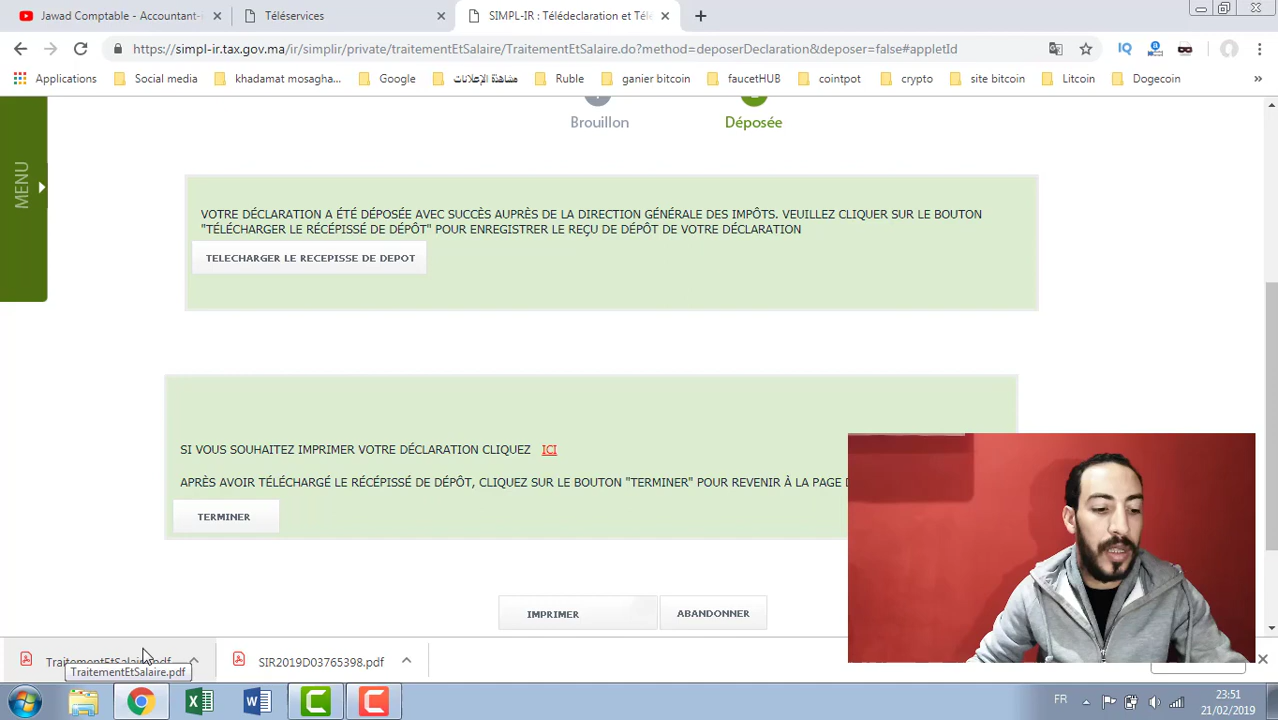 Jawad Comptable - Accountant- × Téléservices × SIMPL-IR : Télédeclaration et Tél × +
https://simpl-ir.tax.gov.ma/ir/simplir/private/traitementEtSalaire/TraitementEtSalaire.do?method=deposerDeclaration&deposer=false#appletId
Applications Social media khadamat mosagha... Google مشاهدة الإعلانات Ruble ganier bitcoin faucetHUB cointpot crypto site bitcoin Litcoin Dogecoin »
Brouillon Déposée
MENU
VOTRE DÉCLARATION A ÉTÉ DÉPOSÉE AVEC SUCCÈS AUPRÈS DE LA DIRECTION GÉNÉRALE DES IMPÔTS. VEUILLEZ CLIQUER SUR LE BOUTON
"TÉLÉCHARGER LE RÉCÉPISSÉ DE DÉPÔT" POUR ENREGISTRER LE REÇU DE DÉPÔT DE VOTRE DÉCLARATION
TELECHARGER LE RECEPISSE DE DEPOT
SI VOUS SOUHAITEZ IMPRIMER VOTRE DÉCLARATION CLIQUEZ ICI
APRÈS AVOIR TÉLÉCHARGÉ LE RÉCÉPISSÉ DE DÉPÔT, CLIQUEZ SUR LE BOUTON "TERMINER" POUR REVENIR À LA PAGE
TERMINER
IMPRIMER ABANDONNER
TraitementEtSalaire.pdf SIR2019D03765398.pdf
TraitementEtSalaire.pdf
FR 23:51
21/02/2019